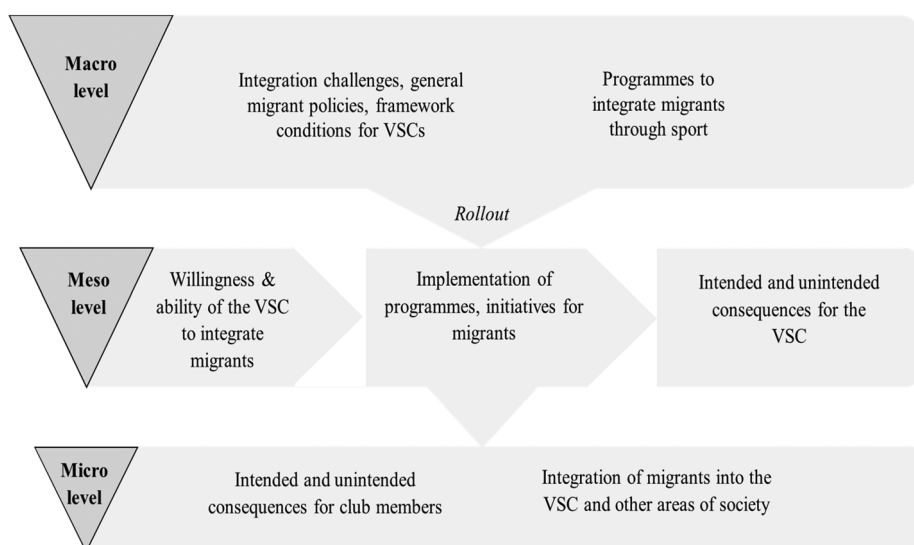 Macro
level
Integration challenges, general
migrant policies, framework
conditions for VSCs
Programmes to
integrate migrants
through sport
Rollout
Meso
level
Willingness &
ability of the VSC
to integrate
migrants
Implementation of
programmes, initiatives for
migrants
Intended and unintended
consequences for the
VSC
Micro
level
Intended and unintended
consequences for club members
Integration of migrants into the
VSC and other areas of society